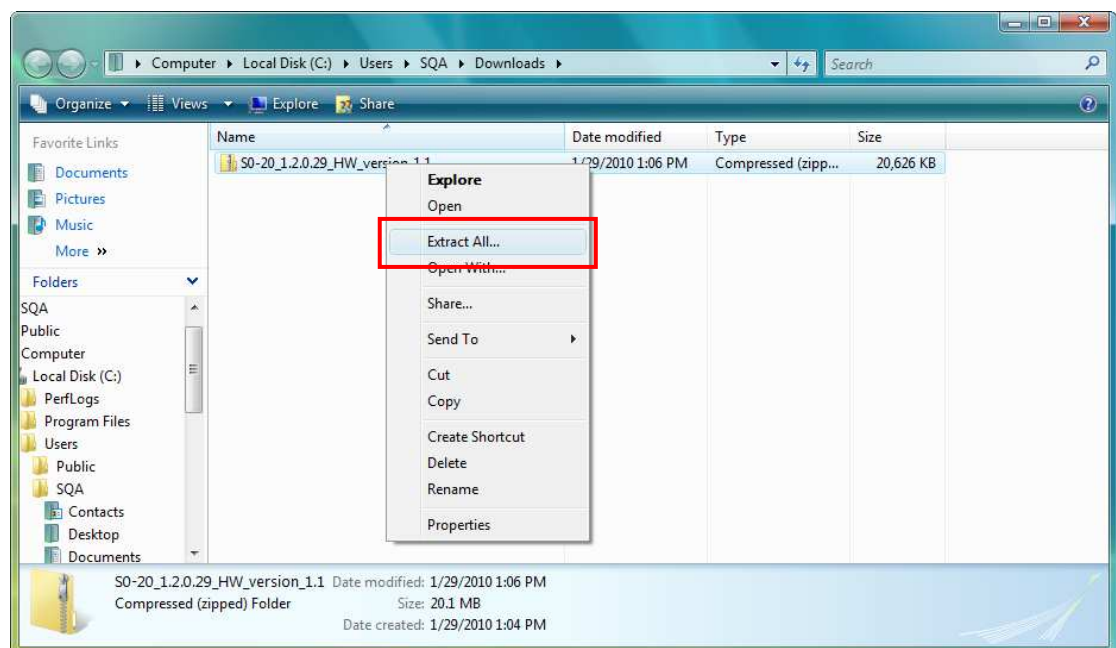 Computer Local Disk (C:) Users SQA Downloads
Search
Organize Views Explore Share
Favorite Links
Documents
Pictures
Music
More »
Folders
SQA
Public
Computer
Local Disk (C:)
PerfLogs
Program Files
Users
Public
SQA
Contacts
Desktop
Documents
Name Date modified Type Size
S0-20_1.2.0.29_HW_version_1.1 1/29/2010 1:06 PM Compressed (zipp... 20,626 KB
Explore
Open
Extract All...
Open With...
Share...
Send To
Cut
Copy
Create Shortcut
Delete
Rename
Properties
S0-20_1.2.0.29_HW_version_1.1 Date modified: 1/29/2010 1:06 PM
Compressed (zipped) Folder Size: 20.1 MB
Date created: 1/29/2010 1:04 PM